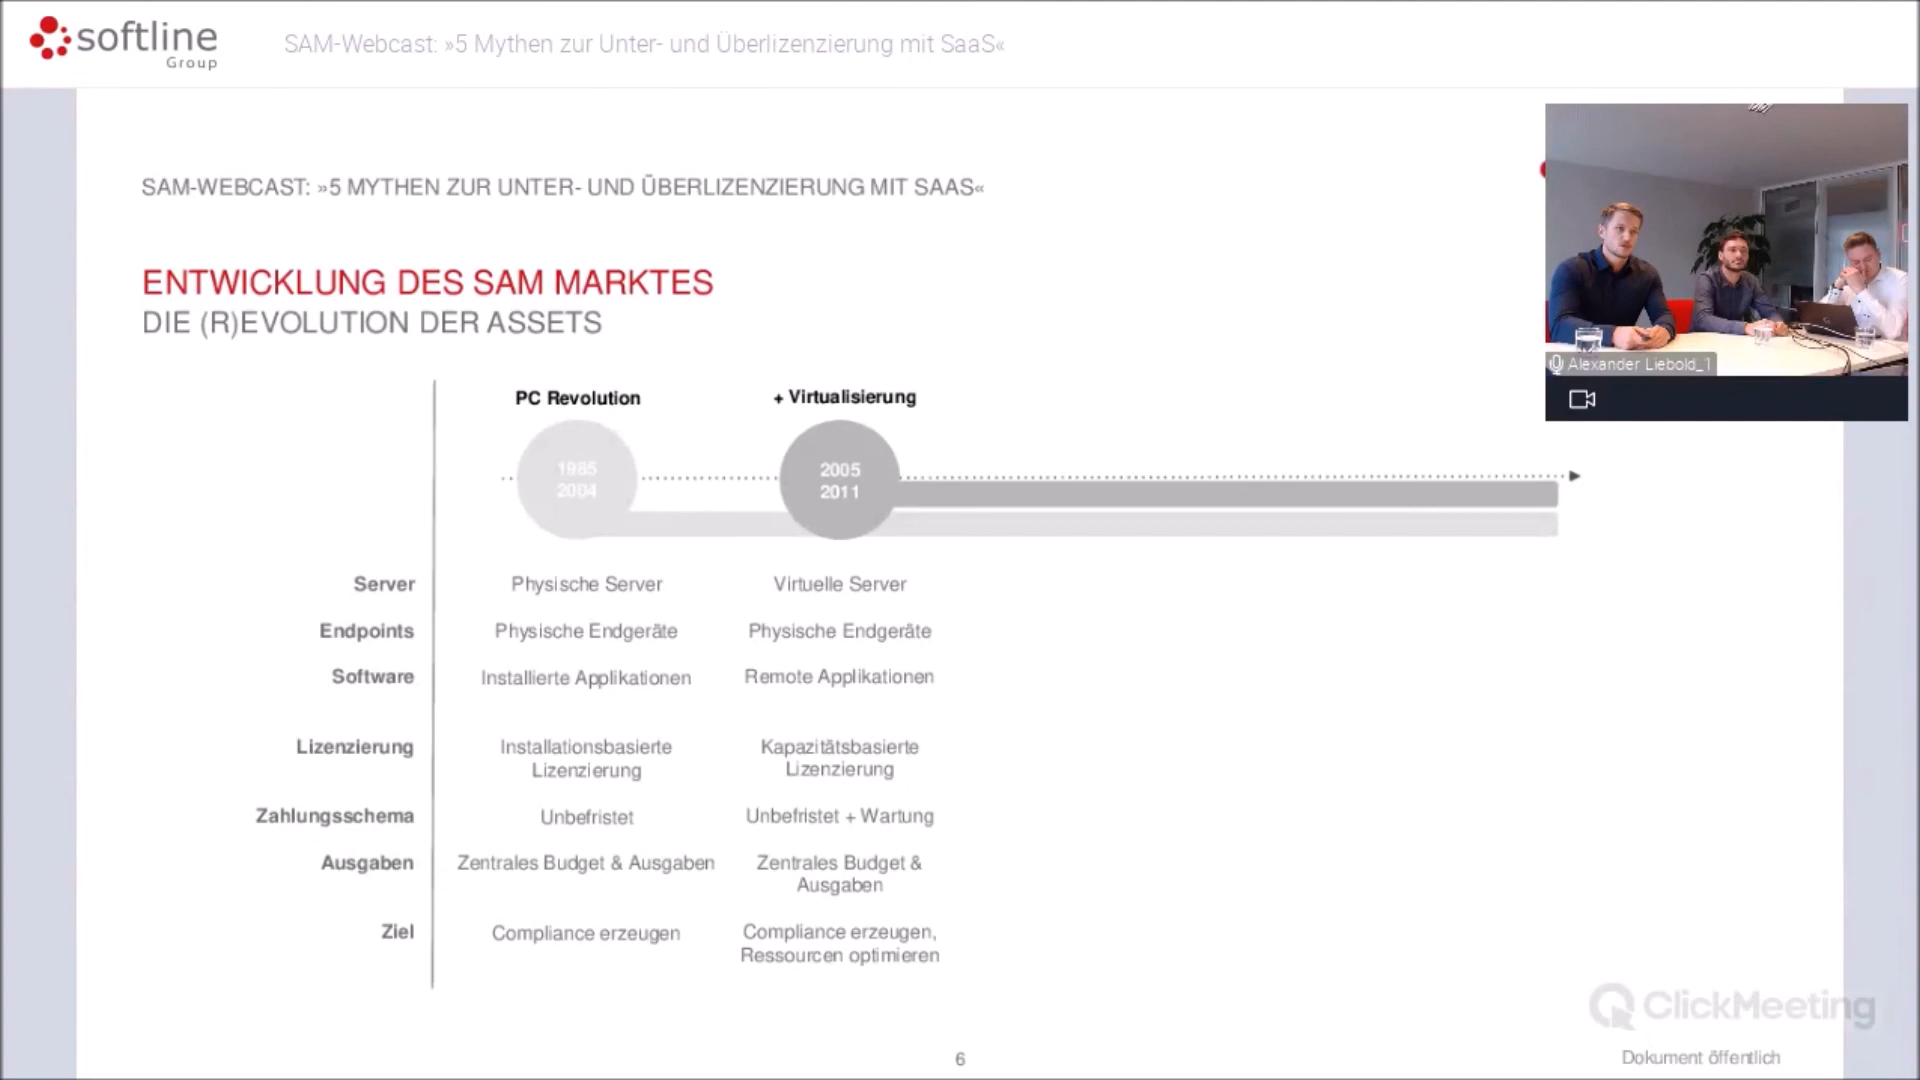 softline
Group
SAM-Webcast: »5 Mythen zur Unter- und Überlizenzierung mit SaaS«
SAM-WEBCAST: »5 MYTHEN ZUR UNTER- UND ÜBERLIZENZIERUNG MIT SAAS«
ENTWICKLUNG DES SAM MARKTES
DIE (R)EVOLUTION DER ASSETS
Alexander Liebold_1
PC Revolution
+ Virtualisierung
1985
2004
2005
2011
Server
Physische Server
Virtuelle Server
Endpoints
Physische Endgeräte
Physische Endgeräte
Software
Installierte Applikationen
Remote Applikationen
Lizenzierung
Installationsbasierte
Lizenzierung
Kapazitätsbasierte
Lizenzierung
Zahlungsschema
Unbefristet
Unbefristet + Wartung
Ausgaben
Zentrales Budget & Ausgaben
Zentrales Budget &
Ausgaben
Ziel
Compliance erzeugen
Compliance erzeugen,
Ressourcen optimieren
ClickMeeting
6
Dokument öffentlich